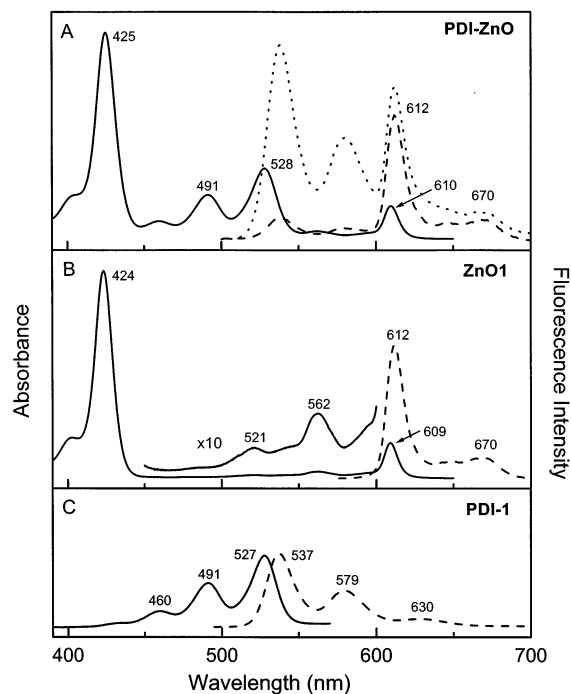 A
PDI-ZnO
425
491
528
612
610
670
B
ZnO1
424
x10
521
562
612
609
670
C
PDI-1
460
491
527
537
579
630
400
500
600
700
Wavelength (nm)
Absorbance
Fluorescence Intensity